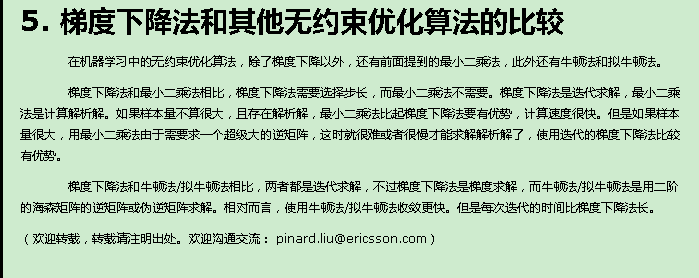 5. 梯度下降法和其他无约束优化算法的比较
在机器学习中的无约束优化算法，除了梯度下降以外，还有前面提到的最小二乘法，此外还有牛顿法和拟牛顿法。
梯度下降法和最小二乘法相比，梯度下降法需要选择步长，而最小二乘法不需要。梯度下降法是迭代求解，最小二乘
法是计算解析解。如果样本量不算很大，且存在解析解，最小二乘法比起梯度下降法要有优势，计算速度很快。但是如果样本
量很大，用最小二乘法由于需要求一个超级大的逆矩阵，这时就很难或者很慢才能求解解析解了，使用迭代的梯度下降法比较
有优势。
梯度下降法和牛顿法/拟牛顿法相比，两者都是迭代求解，不过梯度下降法是梯度求解，而牛顿法/拟牛顿法是用二阶
的海森矩阵的逆矩阵或伪逆矩阵求解。相对而言，使用牛顿法/拟牛顿法收敛更快。但是每次迭代的时间比梯度下降法长。
（欢迎转载，转载请注明出处。欢迎沟通交流： pinard.liu@ericsson.com）